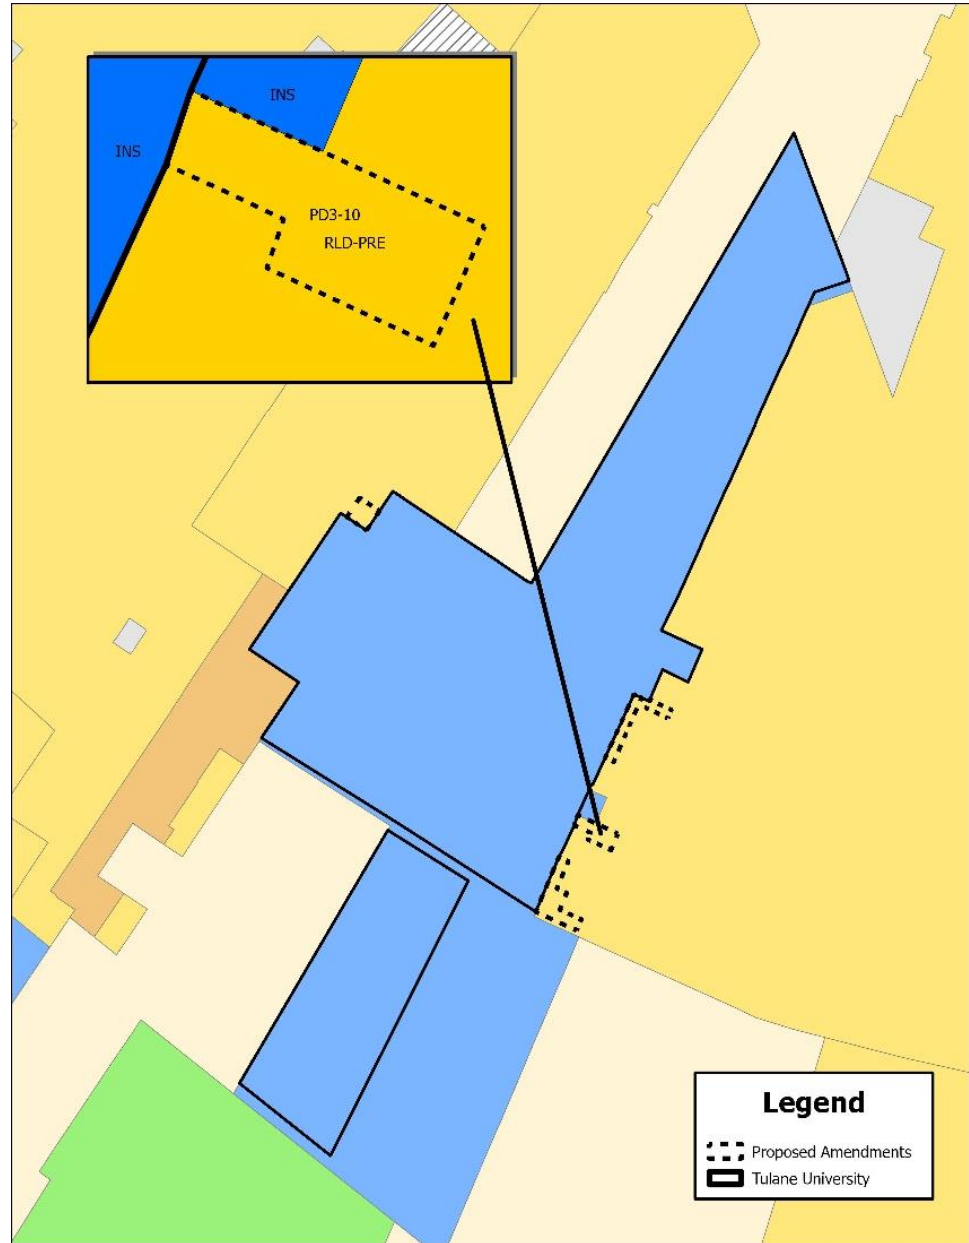 INS
INS
PD3-10
RLD-PRE
Legend
Proposed Amendments
Tulane University